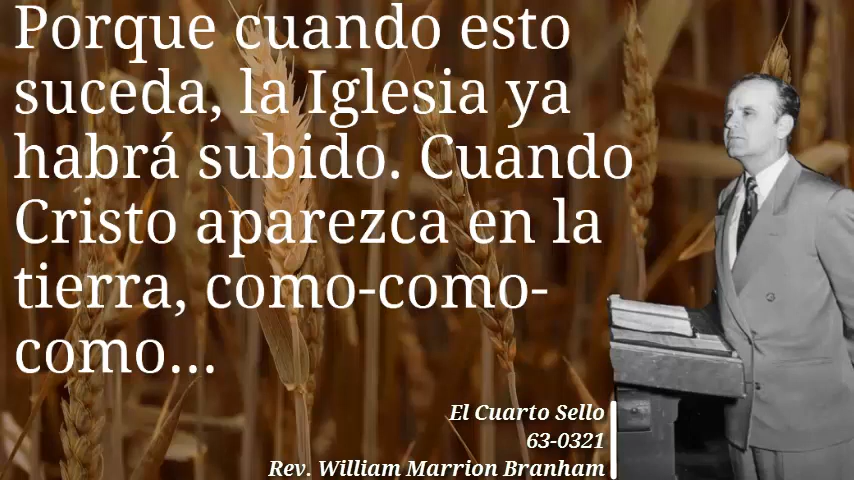 Porque cuando esto
suceda, la Iglesia ya
habrá subido. Cuando
Cristo aparezca en la
tierra, como-como-
como...
El Cuarto Sello
63-0321
Rev. William Marrion Branham